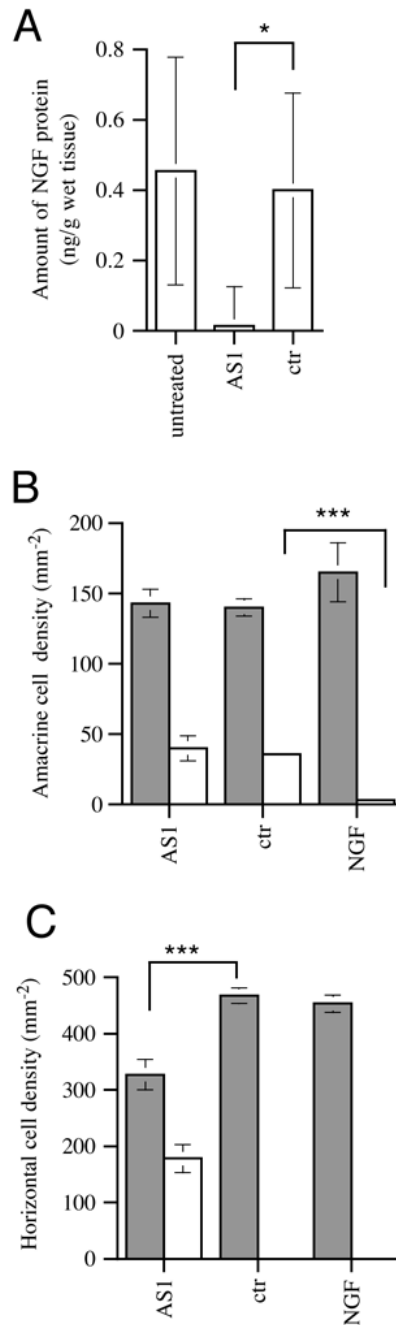 A
*
0.8
0.6
0.4
0.2
0
Amount of NGF protein
(ng/g wet tissue)
untreated
AS1
ctr
B
***
200
150
100
50
0
Amacrine cell density (mm⁻²)
AS1
ctr
NGF
C
***
500
400
300
200
100
0
Horizontal cell density (mm⁻²)
AS1
ctr
NGF